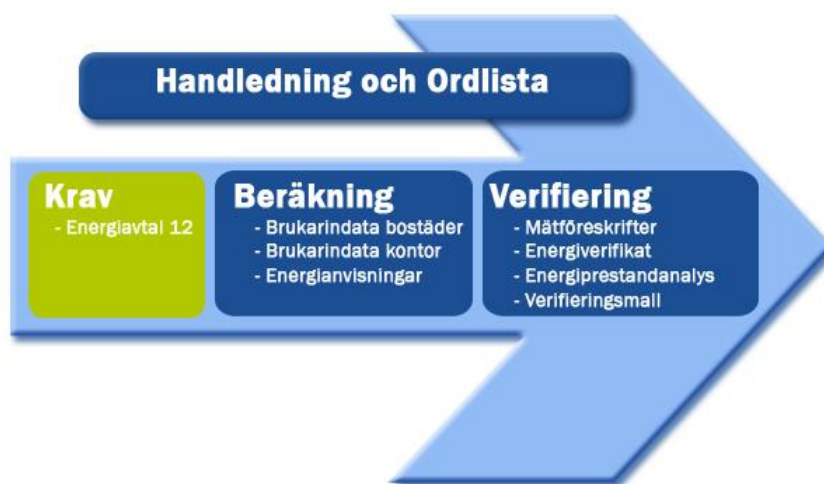 Handledning och Ordlista
Krav
- Energiavtal 12
Beräkning
- Brukarindata bostäder
- Brukarindata kontor
- Energianvisningar
Verifiering
- Mätföreskrifter
- Energiverifikat
- Energiprestandanalys
- Verifieringsmall